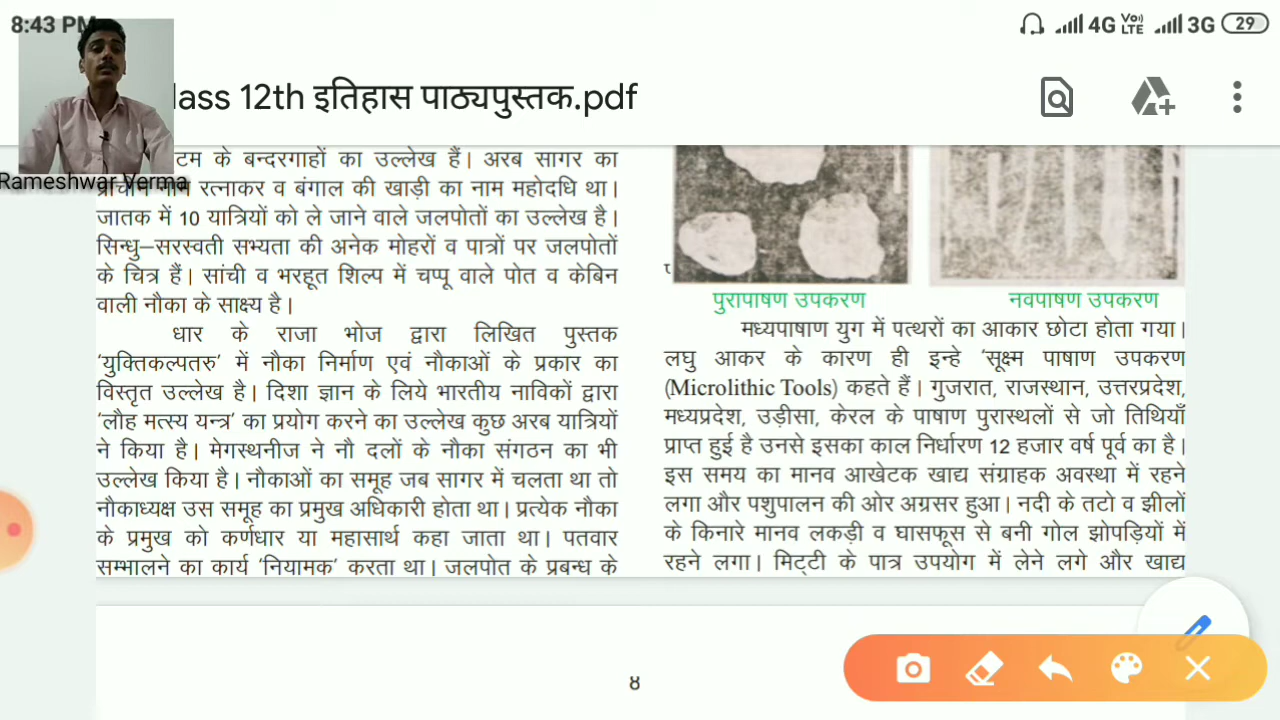 8:43 PM
4G Vo)) LTE 3G 29
lass 12th इतिहास पाठ्यपुस्तक.pdf
Rameshwar Verma
टम के बन्दरगाहों का उल्लेख हैं। अरब सागर का
प्राचीन नाम रत्नाकर व बंगाल की खाड़ी का नाम महोदधि था।
जातक में 10 यात्रियों को ले जाने वाले जलपोतों का उल्लेख है।
सिन्धु–सरस्वती सभ्यता की अनेक मोहरों व पात्रों पर जलपोतों
के चित्र हैं। सांची व भरहूत शिल्प में चप्पू वाले पोत व केबिन
वाली नौका के साक्ष्य है।
धार के राजा भोज द्वारा लिखित पुस्तक
'युक्तिकल्पतरु' में नौका निर्माण एवं नौकाओं के प्रकार का
विस्तृत उल्लेख है। दिशा ज्ञान के लिये भारतीय नाविकों द्वारा
'लौह मत्स्य यन्त्र' का प्रयोग करने का उल्लेख कुछ अरब यात्रियों
ने किया है। मेगस्थनीज ने नौ दलों के नौका संगठन का भी
उल्लेख किया है। नौकाओं का समूह जब सागर में चलता था तो
नौकाध्यक्ष उस समूह का प्रमुख अधिकारी होता था। प्रत्येक नौका
के प्रमुख को कर्णधार या महासार्थ कहा जाता था। पतवार
सम्भालने का कार्य 'नियामक' करता था। जलपोत के प्रबन्ध के
पुरापाषण उपकरण
नवपाषण उपकरण
मध्यपाषाण युग में पत्थरों का आकार छोटा होता गया।
लघु आकर के कारण ही इन्हे 'सूक्ष्म पाषाण उपकरण
(Microlithic Tools) कहते हैं। गुजरात, राजस्थान, उत्तरप्रदेश,
मध्यप्रदेश, उड़ीसा, केरल के पाषाण पुरास्थलों से जो तिथियाँ
प्राप्त हुई है उनसे इसका काल निर्धारण 12 हजार वर्ष पूर्व का है।
इस समय का मानव आखेटक खाद्य संग्राहक अवस्था में रहने
लगा और पशुपालन की ओर अग्रसर हुआ। नदी के तटो व झीलों
के किनारे मानव लकड़ी व घासफूस से बनी गोल झोपड़ियों में
रहने लगा। मिट्टी के पात्र उपयोग में लेने लगे और खाद्य
४